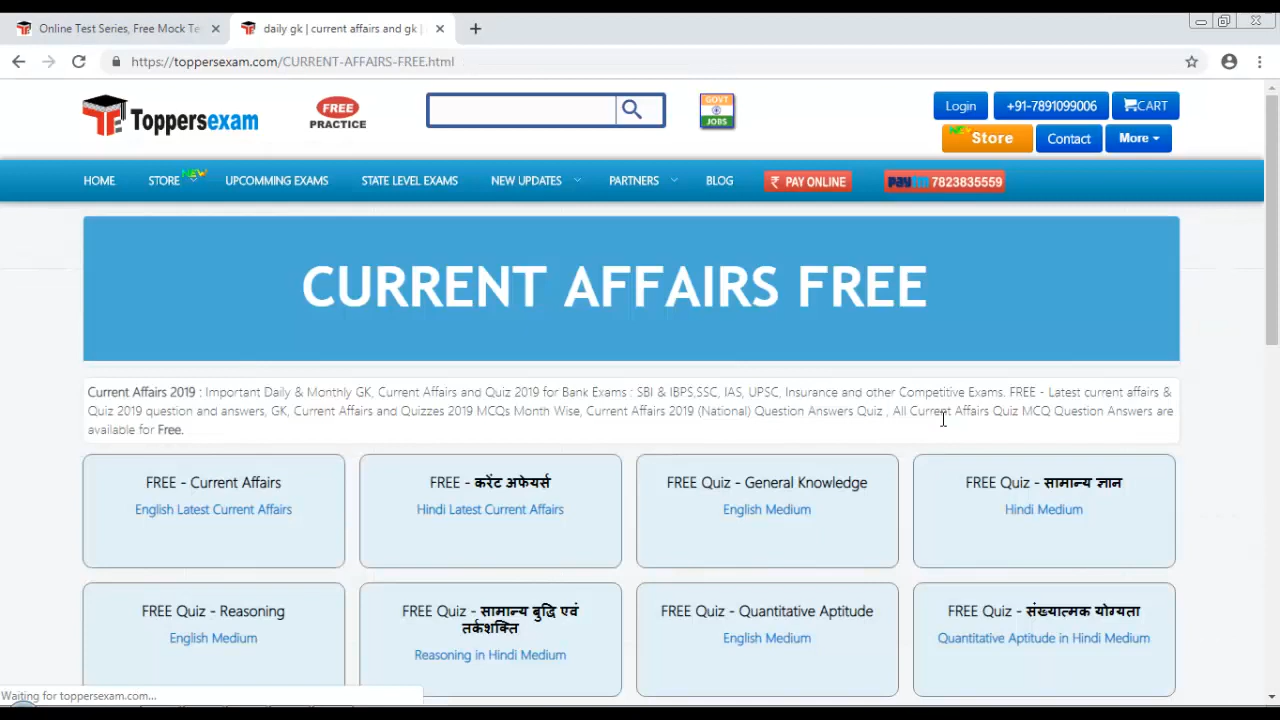 Online Test Series, Free Mock Te
daily gk | current affairs and gk |
https://toppersexam.com/CURRENT-AFFAIRS-FREE.html
Toppersexam
FREE
PRACTICE
GOVT
JOBS
Login
+91-7891099006
CART
NEW
Store
Contact
More
HOME
STORE
NEW
UPCOMMING EXAMS
STATE LEVEL EXAMS
NEW UPDATES
PARTNERS
BLOG
₹ PAY ONLINE
Paytm 7823835559
CURRENT AFFAIRS FREE
Current Affairs 2019 : Important Daily & Monthly GK, Current Affairs and Quiz 2019 for Bank Exams : SBI & IBPS,SSC, IAS, UPSC, Insurance and other Competitive Exams. FREE - Latest current affairs &
Quiz 2019 question and answers, GK, Current Affairs and Quizzes 2019 MCQs Month Wise, Current Affairs 2019 (National) Question Answers Quiz , All Current Affairs Quiz MCQ Question Answers are
available for Free.
FREE - Current Affairs
English Latest Current Affairs
FREE - करेंट अफेयर्स
Hindi Latest Current Affairs
FREE Quiz - General Knowledge
English Medium
FREE Quiz - सामान्य ज्ञान
Hindi Medium
FREE Quiz - Reasoning
English Medium
FREE Quiz - सामान्य बुद्धि एवं
तर्कशक्ति
Reasoning in Hindi Medium
FREE Quiz - Quantitative Aptitude
English Medium
FREE Quiz - संख्यात्मक योग्यता
Quantitative Aptitude in Hindi Medium
Waiting for toppersexam.com...